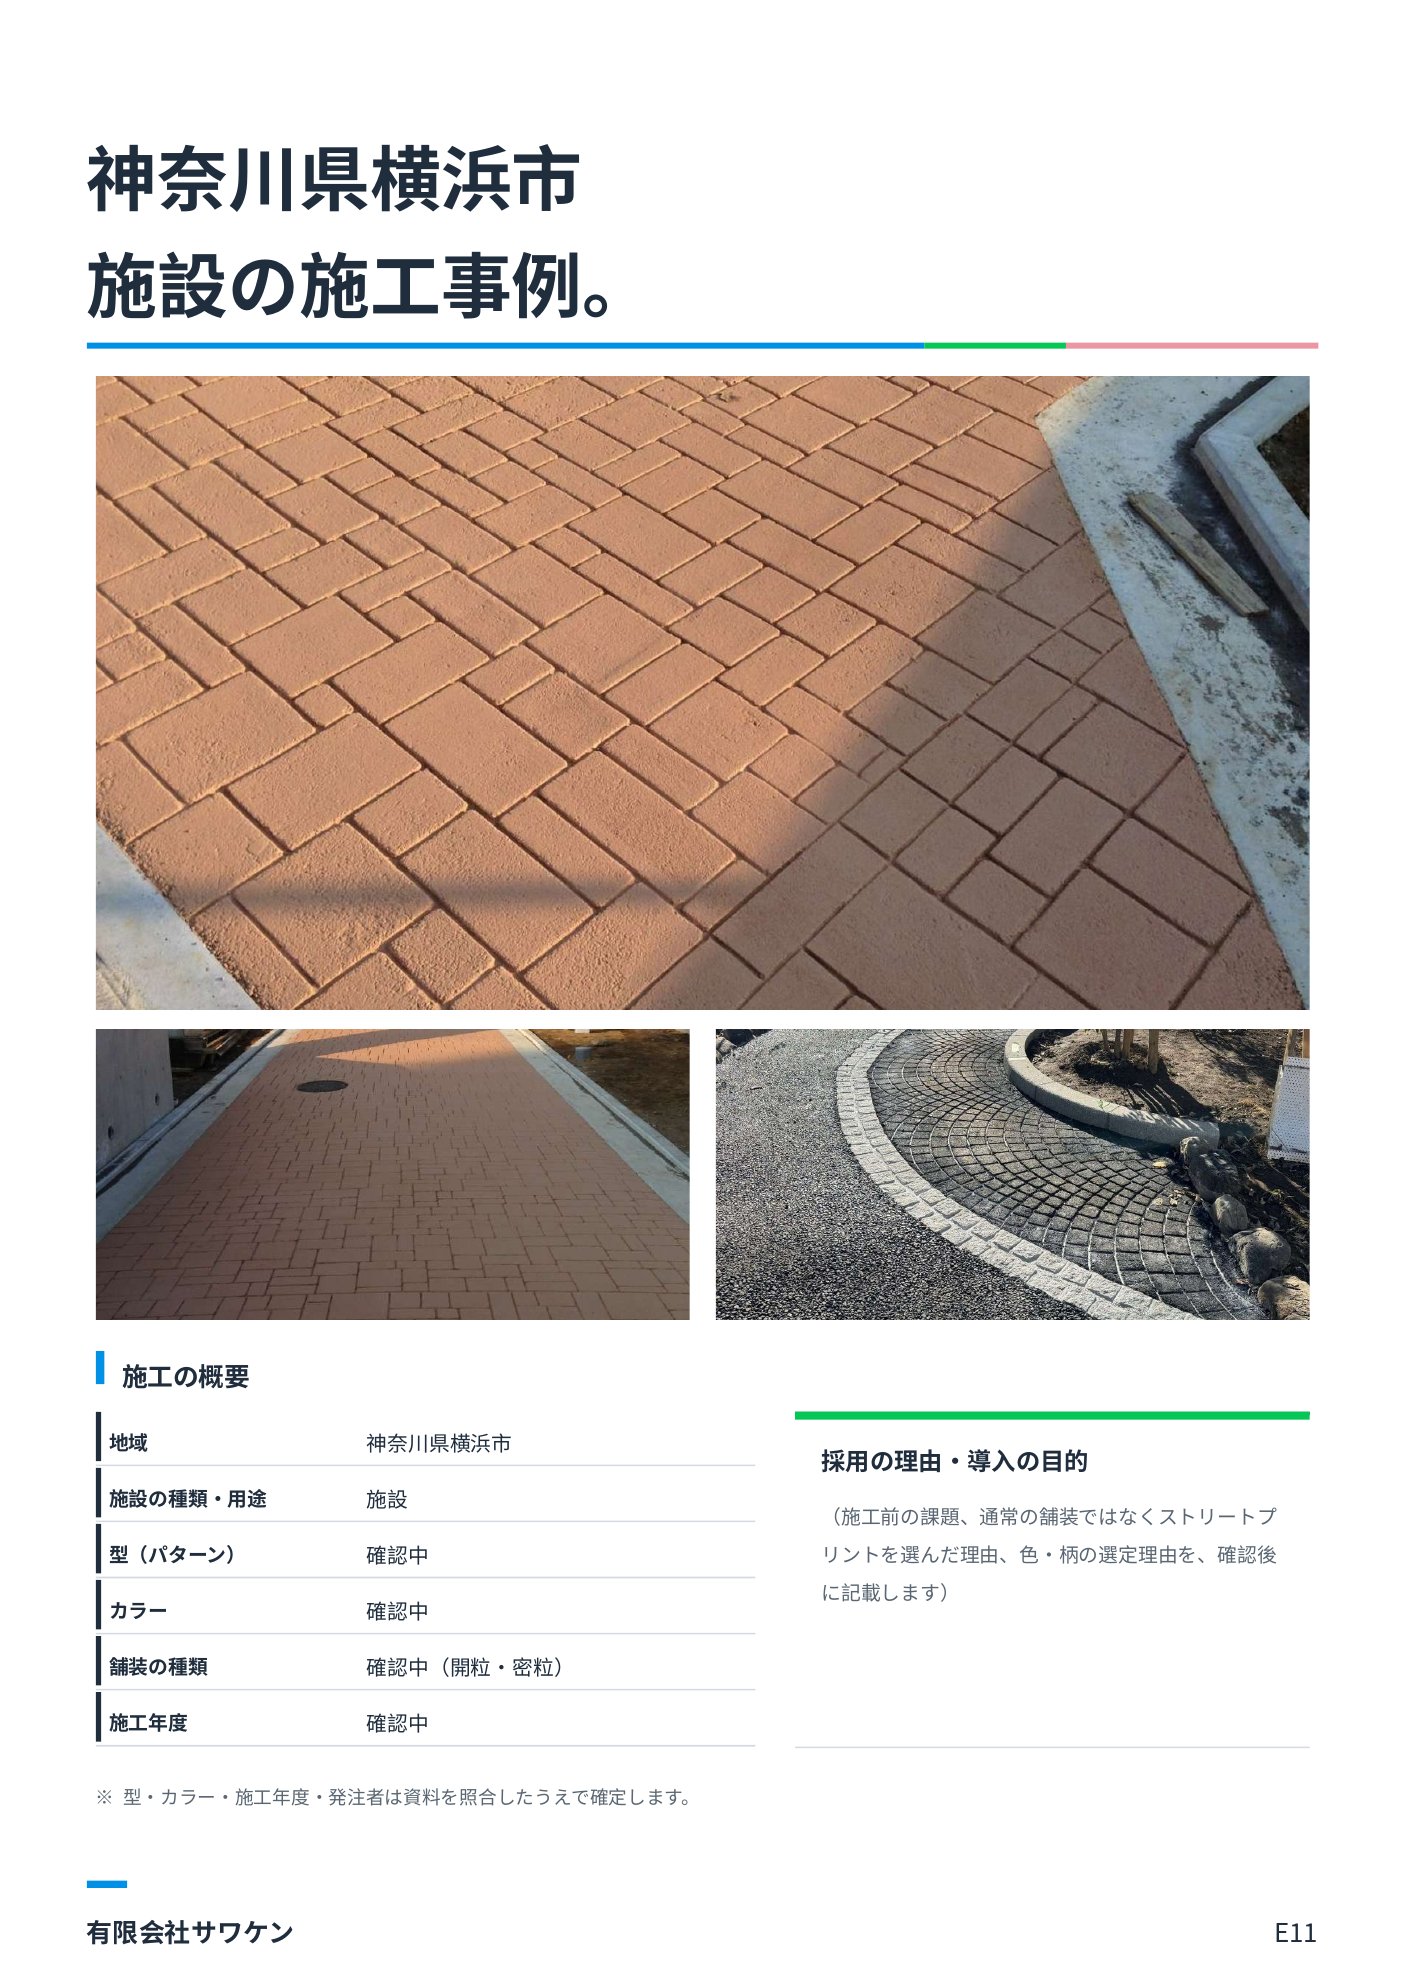 神奈川県横浜市
施設の施工事例。
施工の概要
地域 神奈川県横浜市
施設の種類・用途 施設
型（パターン） 確認中
カラー 確認中
舗装の種類 確認中（開粒・密粒）
施工年度 確認中
採用の理由・導入の目的
（施工前の課題、通常の舗装ではなくストリートプ
リントを選んだ理由、色・柄の選定理由を、確認後
に記載します）
※ 型・カラー・施工年度・発注者は資料を照合したうえで確定します。
有限会社サワケン
E11